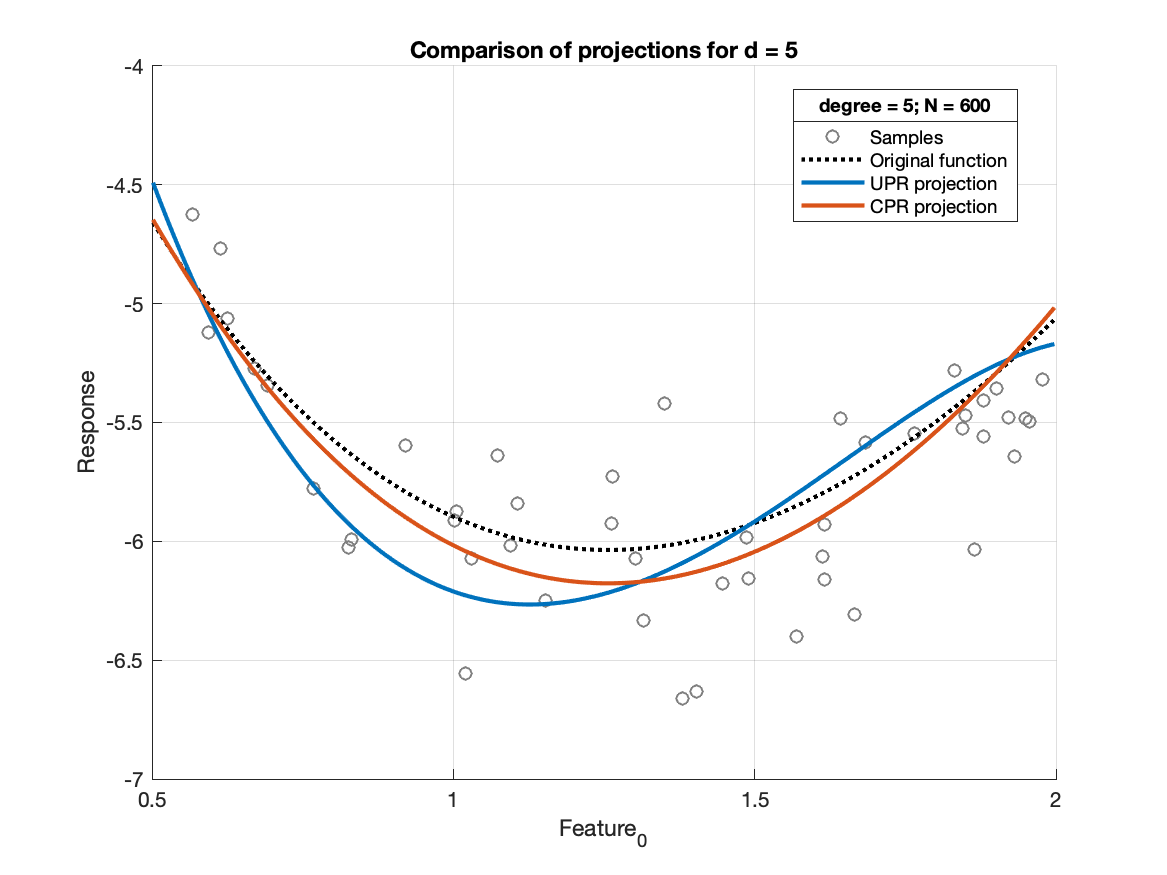 Comparison of projections for d = 5
degree = 5; N = 600
Samples
Original function
UPR projection
CPR projection
-4
-4.5
-5
-5.5
-6
-6.5
-7
Response
0.5
1
1.5
2
Feature0